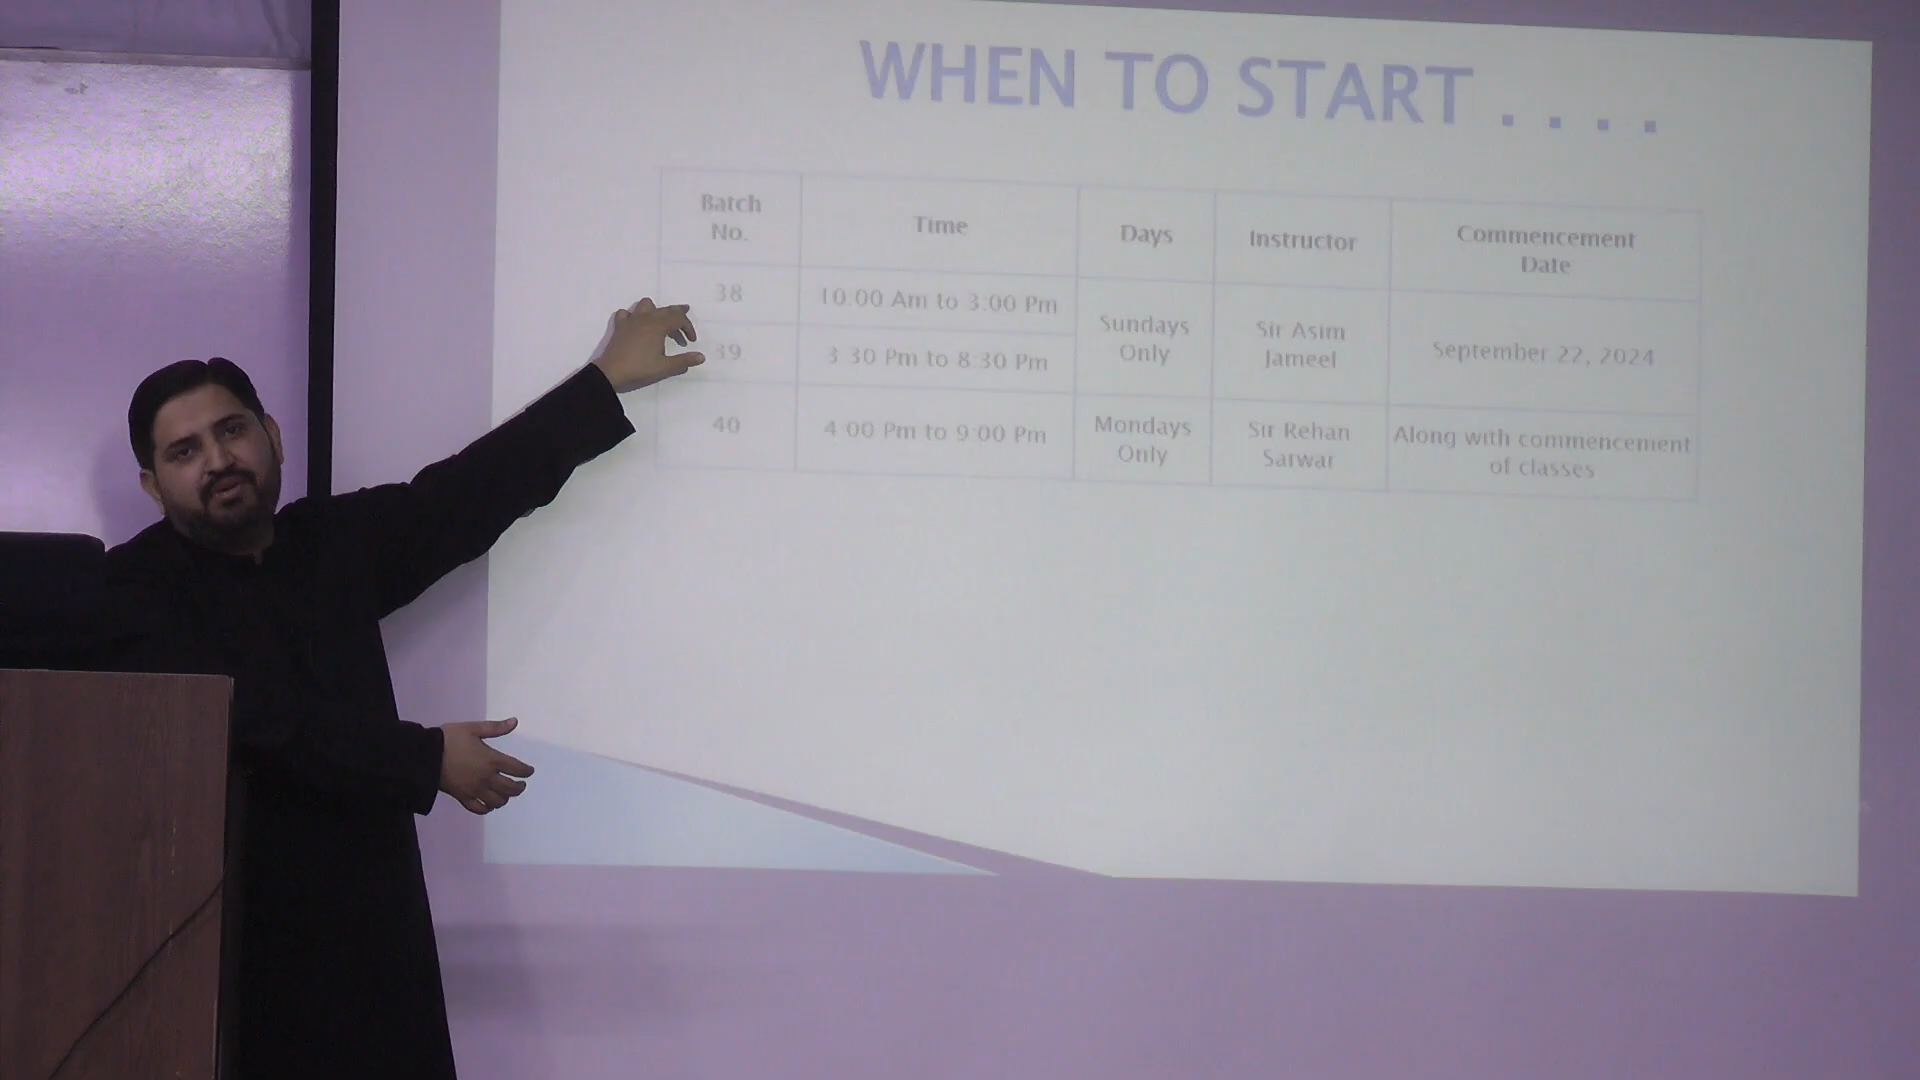 WHEN TO START . . . .
Batch
No.
Time
Days
Instructor
Commencement
Date
38
10:00 Am to 3:00 Pm
Sundays
Only
Sir Asim
Jameel
September 22, 2024
39
3:30 Pm to 8:30 Pm
40
4:00 Pm to 9:00 Pm
Mondays
Only
Sir Rehan
Sarwar
Along with commencement
of classes